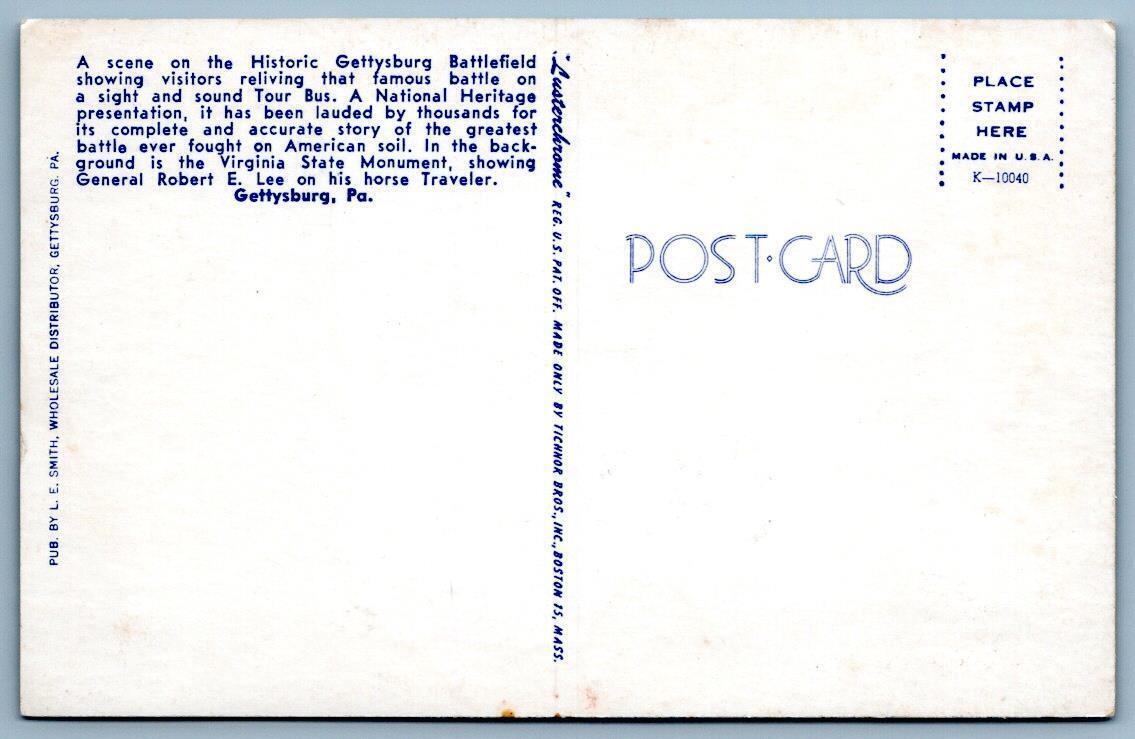 A scene on the Historic Gettysburg Battlefield
showing visitors reliving that famous battle on
a sight and sound Tour Bus. A National Heritage
presentation, it has been lauded by thousands for
its complete and accurate story of the greatest
battle ever fought on American soil. In the back-
ground is the Virginia State Monument, showing
General Robert E. Lee on his horse Traveler.
Gettysburg, Pa.
PUB. BY L. E. SMITH, WHOLESALE DISTRIBUTOR, GETTYSBURG. PA.
"Lusterchrome" REG. U.S. PAT. OFF. MADE ONLY BY TICHNOR BROS., INC., BOSTON 15, MASS.
POST·CARD
PLACE
STAMP
HERE
MADE IN U.S.A.
K—10040